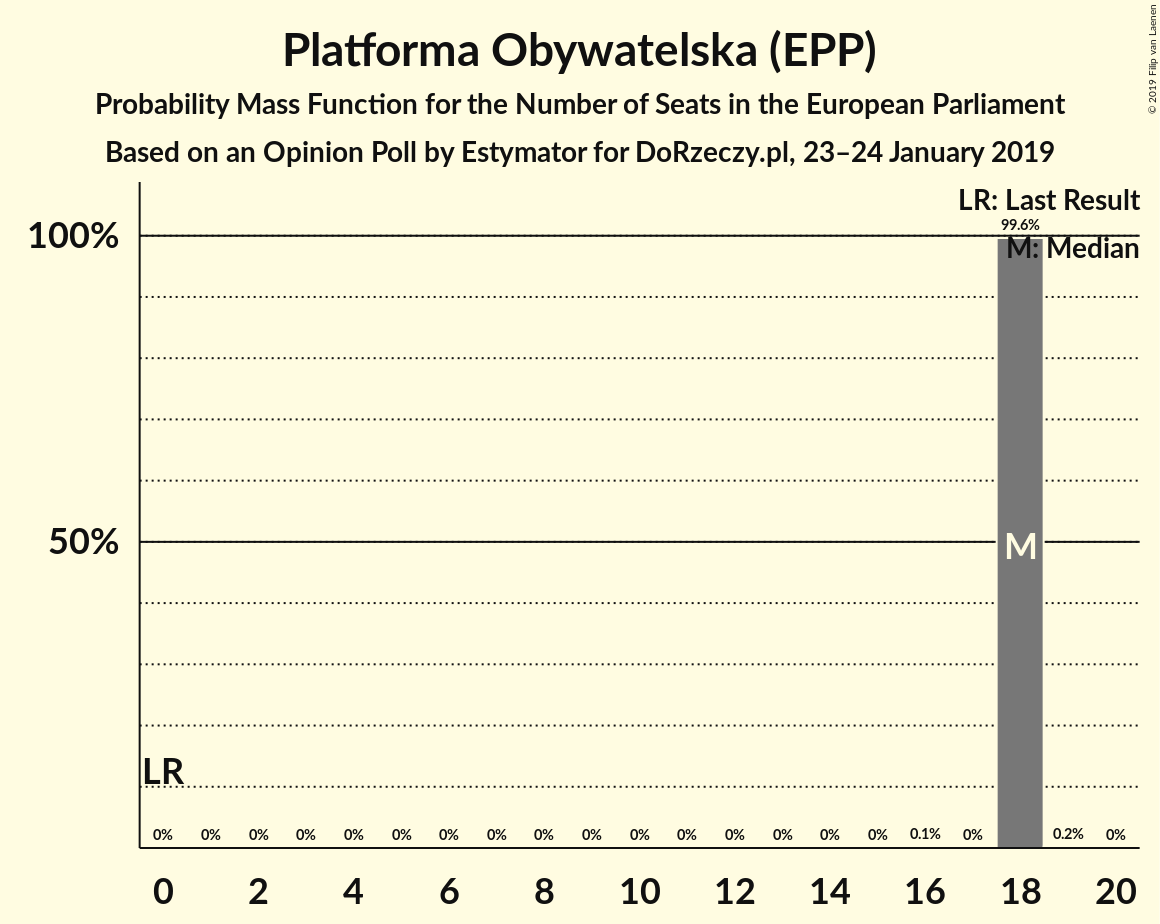 Platforma Obywatelska (EPP)
Probability Mass Function for the Number of Seats in the European Parliament
Based on an Opinion Poll by Estymator for DoRzeczy.pl, 23–24 January 2019
© 2019 Filip van Laenen
LR: Last Result
99.6%
100%
M: Median
50%
M
LR
0% 0% 0% 0% 0% 0% 0% 0% 0% 0% 0% 0% 0% 0% 0% 0% 0.1% 0% 0.2% 0%
0 2 4 6 8 10 12 14 16 18 20